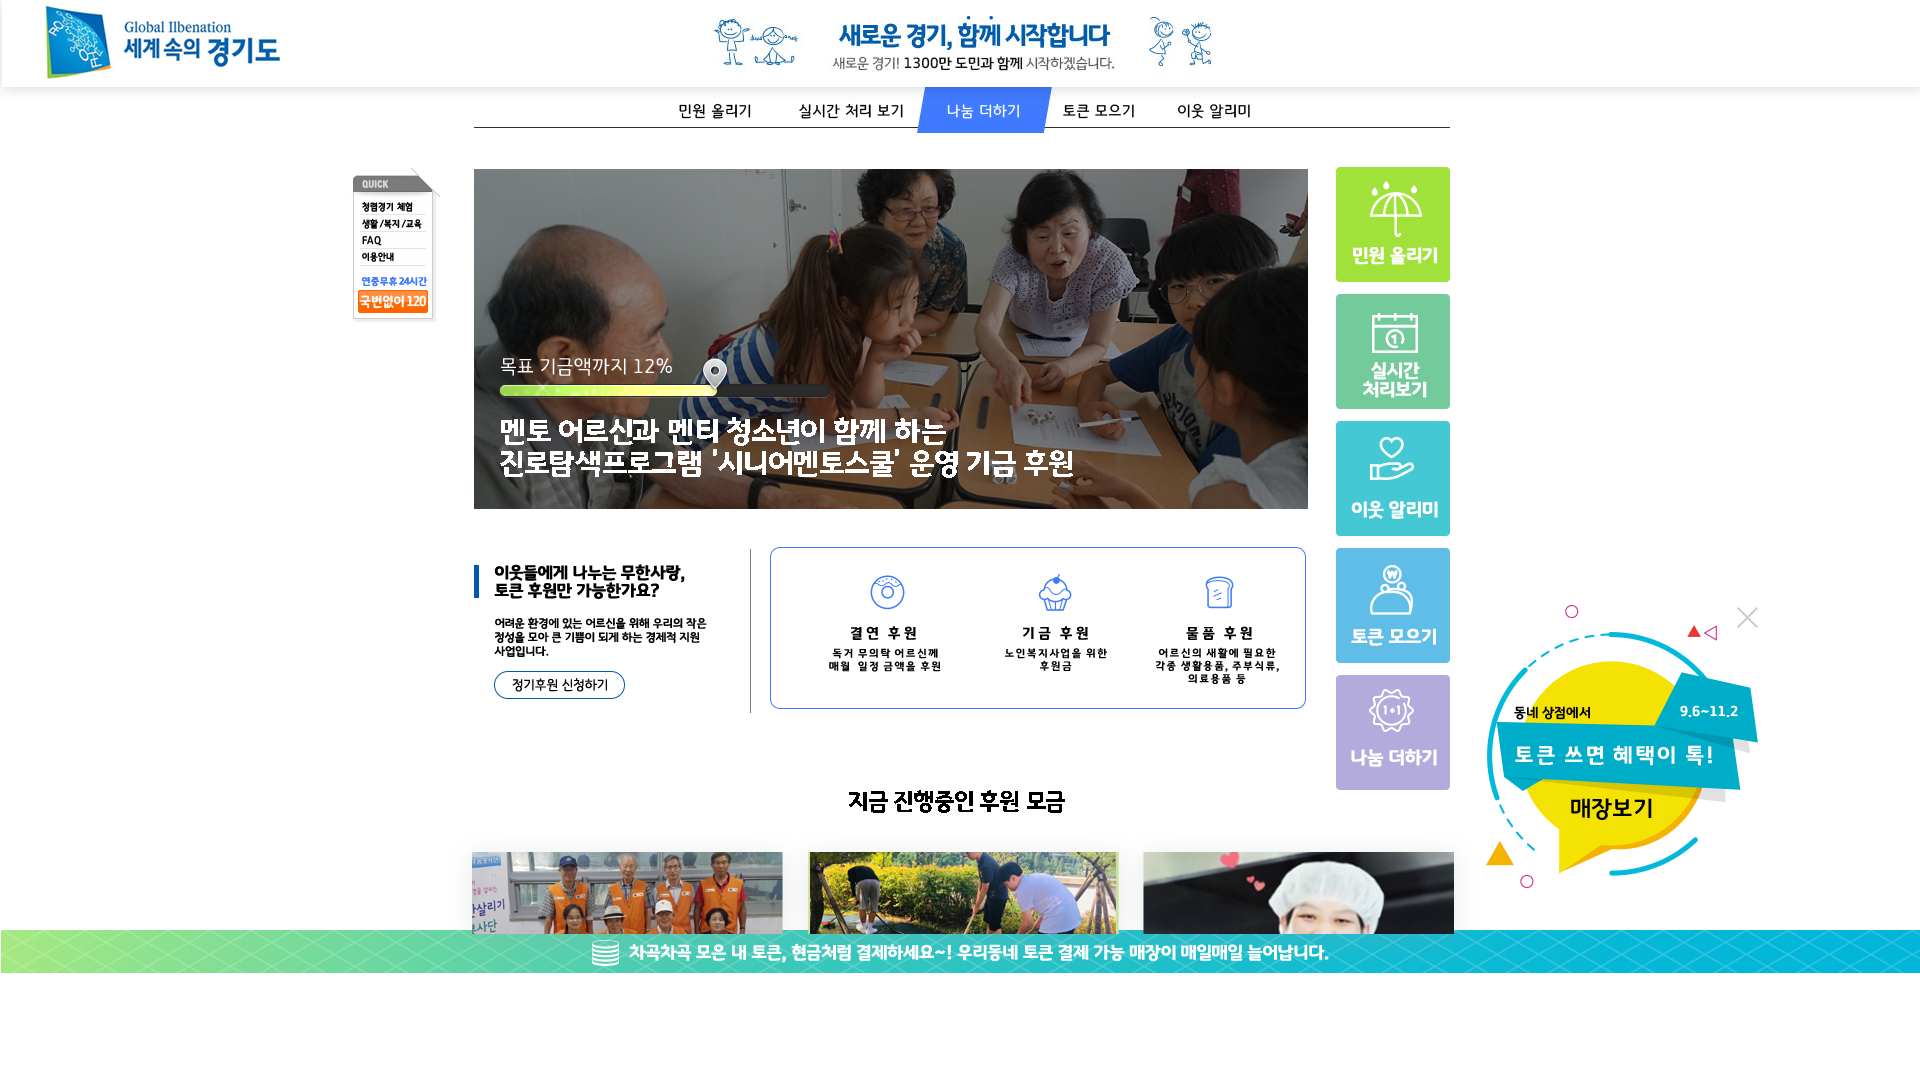 Global Ilbenation
세계 속의 경기도
새로운 경기, 함께 시작합니다
새로운 경기! 1300만 도민과 함께 시작하겠습니다.
민원 올리기
실시간 처리 보기
나눔 더하기
토큰 모으기
이웃 알리미
QUICK
청렴경기 체험
생활 /복지 /교육
FAQ
이용안내
연중무휴 24시간
국번없이 120
목표 기금액까지 12%
멘토 어르신과 멘티 청소년이 함께 하는
진로탐색프로그램 '시니어멘토스쿨' 운영 기금 후원
민원 올리기
실시간
처리보기
이웃 알리미
토큰 모으기
1+1
나눔 더하기
이웃들에게 나누는 무한사랑,
토큰 후원만 가능한가요?
어려운 환경에 있는 어르신을 위해 우리의 작은
정성을 모아 큰 기쁨이 되게 하는 경제적 지원
사업입니다.
정기후원 신청하기
결연 후원
독거 무의탁 어르신께
매월 일정 금액을 후원
기금 후원
노인복지사업을 위한
후원금
물품 후원
어르신의 새활에 필요한
각종 생활용품, 주부식류,
의료용품 등
동네 상점에서
9.6~11.2
토큰 쓰면 혜택이 톡!
매장보기
지금 진행중인 후원 모금
차곡차곡 모은 내 토큰, 현금처럼 결제하세요~! 우리동네 토큰 결제 가능 매장이 매일매일 늘어납니다.